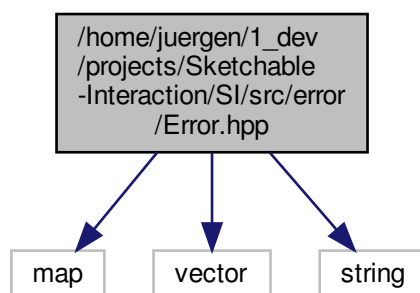 /home/juergen/1_dev
/projects/Sketchable
-Interaction/SI/src/error
/Error.hpp
map
vector
string